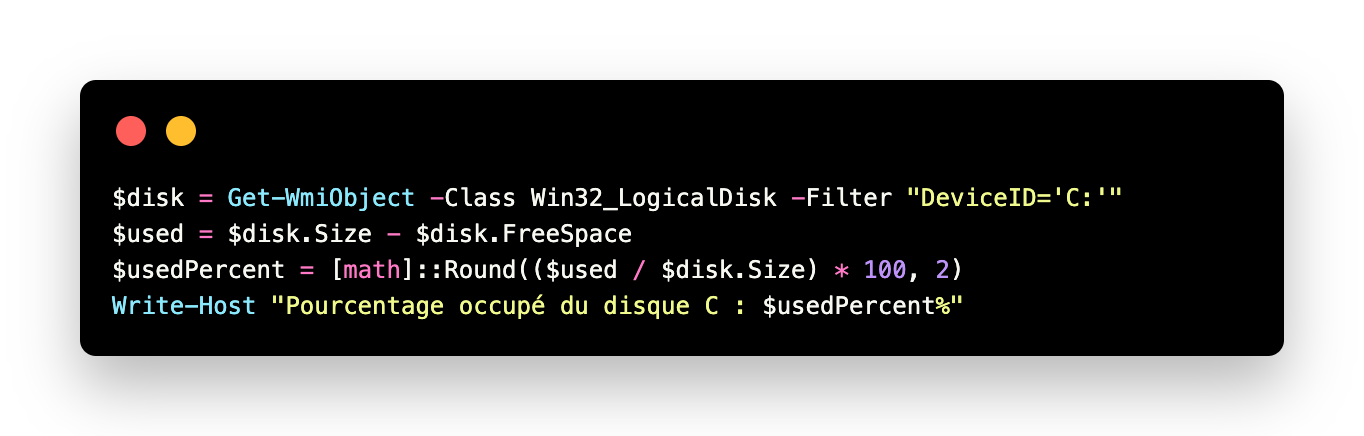 $disk = Get-WmiObject -Class Win32_LogicalDisk -Filter "DeviceID='C:'"
$used = $disk.Size - $disk.FreeSpace
$usedPercent = [math]::Round(($used / $disk.Size) * 100, 2)
Write-Host "Pourcentage occupé du disque C : $usedPercent%"